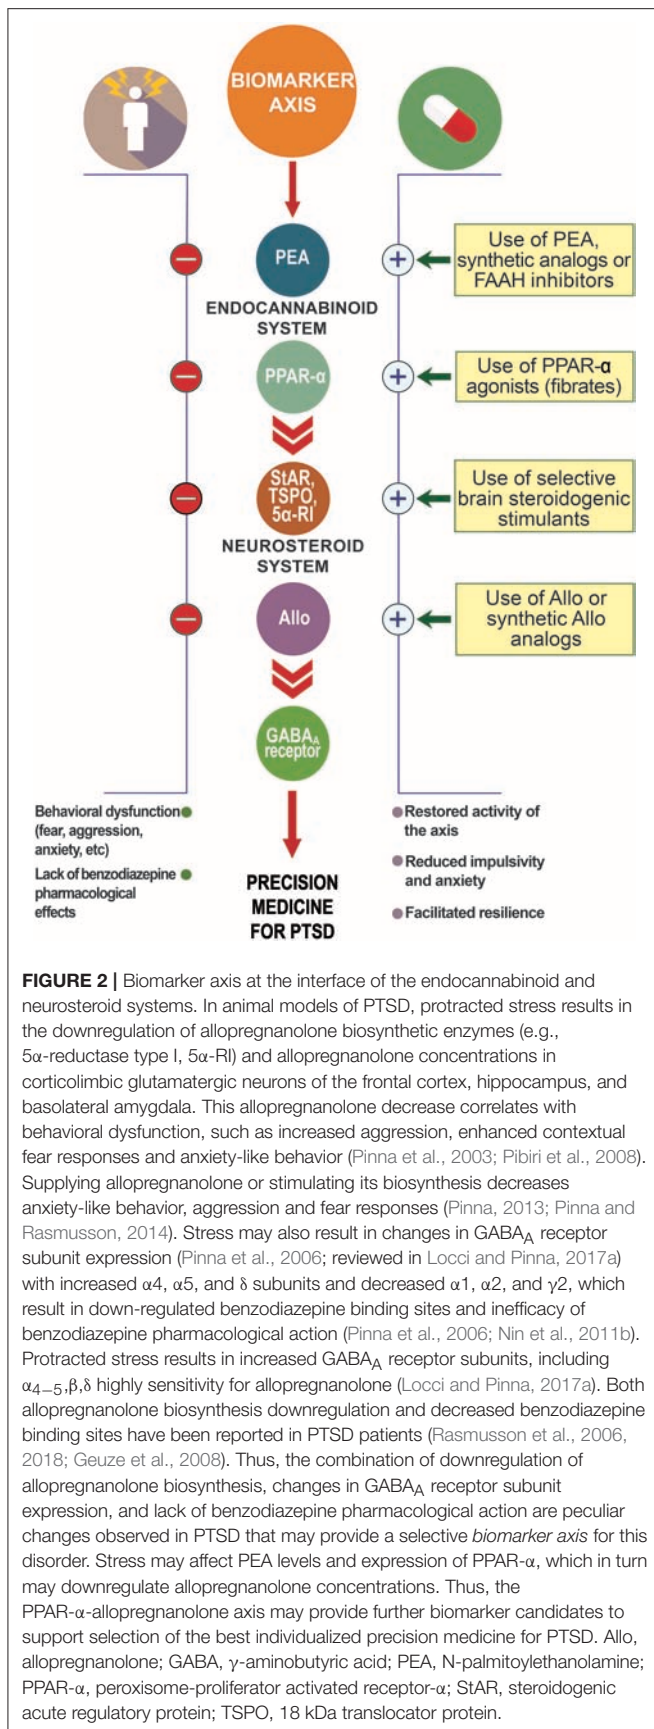 BIOMARKER
AXIS
PEA
ENDOCANNABINOID
SYSTEM
PPAR-α
StAR,
TSPO,
5α-RI
NEUROSTEROID
SYSTEM
Allo
GABAA
receptor
PRECISION
MEDICINE
FOR PTSD
Use of PEA,
synthetic analogs or
FAAH inhibitors
Use of PPAR-α
agonists (fibrates)
Use of selective
brain steroidogenic
stimulants
Use of Allo or
synthetic Allo
analogs
Behavioral dysfunction
(fear, aggression,
anxiety, etc)
Lack of benzodiazepine
pharmacological
effects
Restored activity of
the axis
Reduced impulsivity
and anxiety
Facilitated resilience
FIGURE 2 | Biomarker axis at the interface of the endocannabinoid and
neurosteroid systems. In animal models of PTSD, protracted stress results in
the downregulation of allopregnanolone biosynthetic enzymes (e.g.,
5α-reductase type I, 5α-RI) and allopregnanolone concentrations in
corticolimbic glutamatergic neurons of the frontal cortex, hippocampus, and
basolateral amygdala. This allopregnanolone decrease correlates with
behavioral dysfunction, such as increased aggression, enhanced contextual
fear responses and anxiety-like behavior (Pinna et al., 2003; Pibiri et al., 2008).
Supplying allopregnanolone or stimulating its biosynthesis decreases
anxiety-like behavior, aggression and fear responses (Pinna, 2013; Pinna and
Rasmusson, 2014). Stress may also result in changes in GABAA receptor
subunit expression (Pinna et al., 2006; reviewed in Locci and Pinna, 2017a)
with increased α4, α5, and δ subunits and decreased α1, α2, and γ2, which
result in down-regulated benzodiazepine binding sites and inefficacy of
benzodiazepine pharmacological action (Pinna et al., 2006; Nin et al., 2011b).
Protracted stress results in increased GABAA receptor subunits, including
α4–5,β,δ highly sensitivity for allopregnanolone (Locci and Pinna, 2017a). Both
allopregnanolone biosynthesis downregulation and decreased benzodiazepine
binding sites have been reported in PTSD patients (Rasmusson et al., 2006,
2018; Geuze et al., 2008). Thus, the combination of downregulation of
allopregnanolone biosynthesis, changes in GABAA receptor subunit
expression, and lack of benzodiazepine pharmacological action are peculiar
changes observed in PTSD that may provide a selective biomarker axis for this
disorder. Stress may affect PEA levels and expression of PPAR-α, which in turn
may downregulate allopregnanolone concentrations. Thus, the
PPAR-α-allopregnanolone axis may provide further biomarker candidates to
support selection of the best individualized precision medicine for PTSD. Allo,
allopregnanolone; GABA, γ-aminobutyric acid; PEA, N-palmitoylethanolamine;
PPAR-α, peroxisome-proliferator activated receptor-α; StAR, steroidogenic
acute regulatory protein; TSPO, 18 kDa translocator protein.